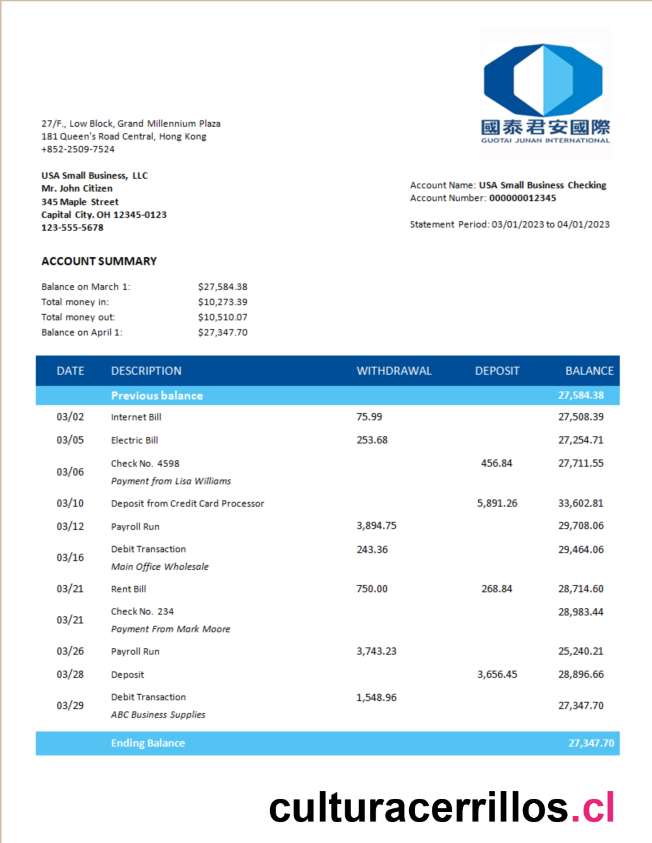 國泰君安國際
GUOTAI JUNAN INTERNATIONAL
27/F., Low Block, Grand Millennium Plaza
181 Queen's Road Central, Hong Kong
+852-2509-7524
USA Small Business, LLC
Mr. John Citizen
345 Maple Street
Capital City. OH 12345-0123
123-555-5678
Account Name: USA Small Business Checking
Account Number: 000000012345
Statement Period: 03/01/2023 to 04/01/2023
ACCOUNT SUMMARY
Balance on March 1: $27,584.38
Total money in: $10,273.39
Total money out: $10,510.07
Balance on April 1: $27,347.70
DATE DESCRIPTION WITHDRAWAL DEPOSIT BALANCE
Previous balance 27,584.38
03/02 Internet Bill 75.99 27,508.39
03/05 Electric Bill 253.68 27,254.71
03/06 Check No. 4598 456.84 27,711.55
Payment from Lisa Williams
03/10 Deposit from Credit Card Processor 5,891.26 33,602.81
03/12 Payroll Run 3,894.75 29,708.06
03/16 Debit Transaction 243.36 29,464.06
Main Office Wholesale
03/21 Rent Bill 750.00 268.84 28,714.60
03/21 Check No. 234 28,983.44
Payment From Mark Moore
03/26 Payroll Run 3,743.23 25,240.21
03/28 Deposit 3,656.45 28,896.66
03/29 Debit Transaction 1,548.96 27,347.70
ABC Business Supplies
Ending Balance 27,347.70
culturacerrillos.cl